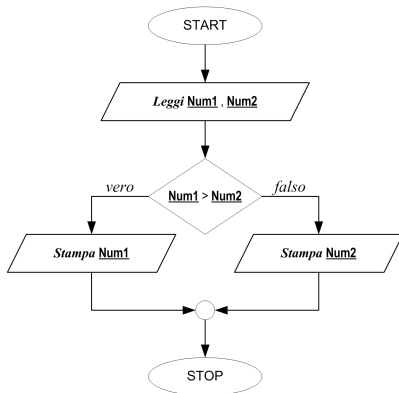 START
Leggi Num1 , Num2
vero
falso
Num1 > Num2
Stampa Num1
Stampa Num2
STOP